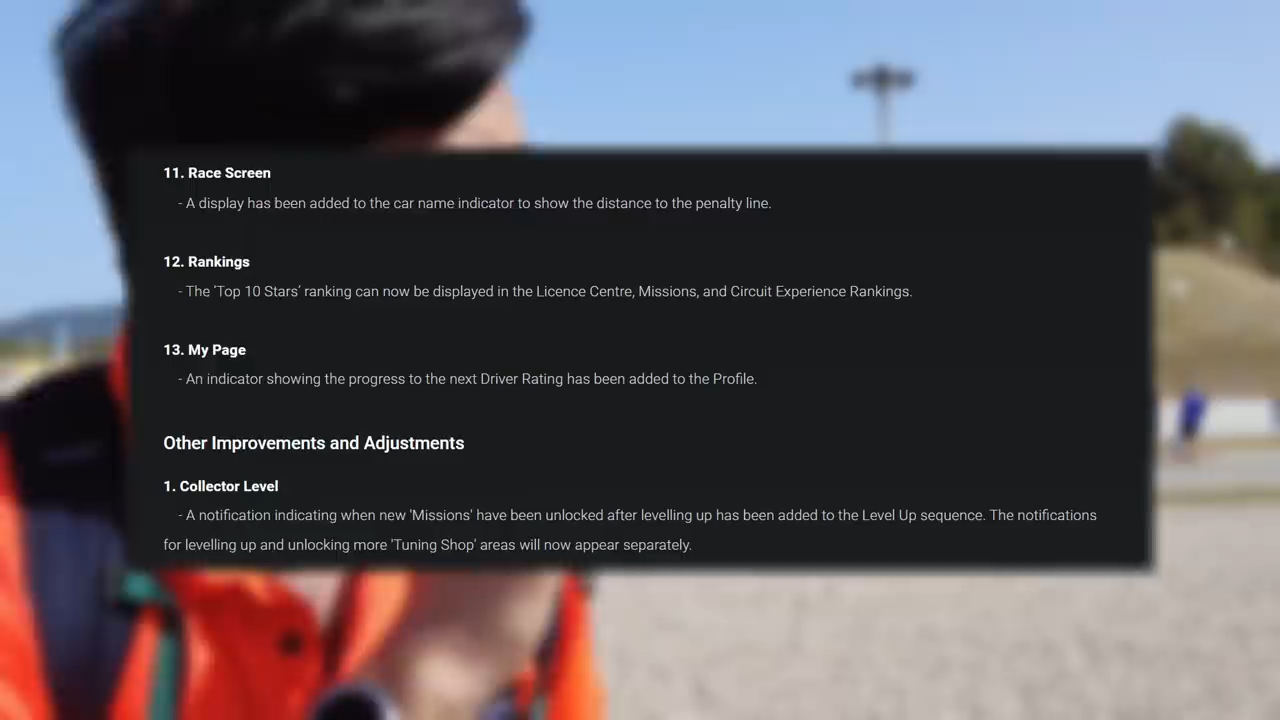 11. Race Screen
- A display has been added to the car name indicator to show the distance to the penalty line.
12. Rankings
- The 'Top 10 Stars' ranking can now be displayed in the Licence Centre, Missions, and Circuit Experience Rankings.
13. My Page
- An indicator showing the progress to the next Driver Rating has been added to the Profile.
Other Improvements and Adjustments
1. Collector Level
- A notification indicating when new 'Missions' have been unlocked after levelling up has been added to the Level Up sequence. The notifications
for levelling up and unlocking more 'Tuning Shop' areas will now appear separately.